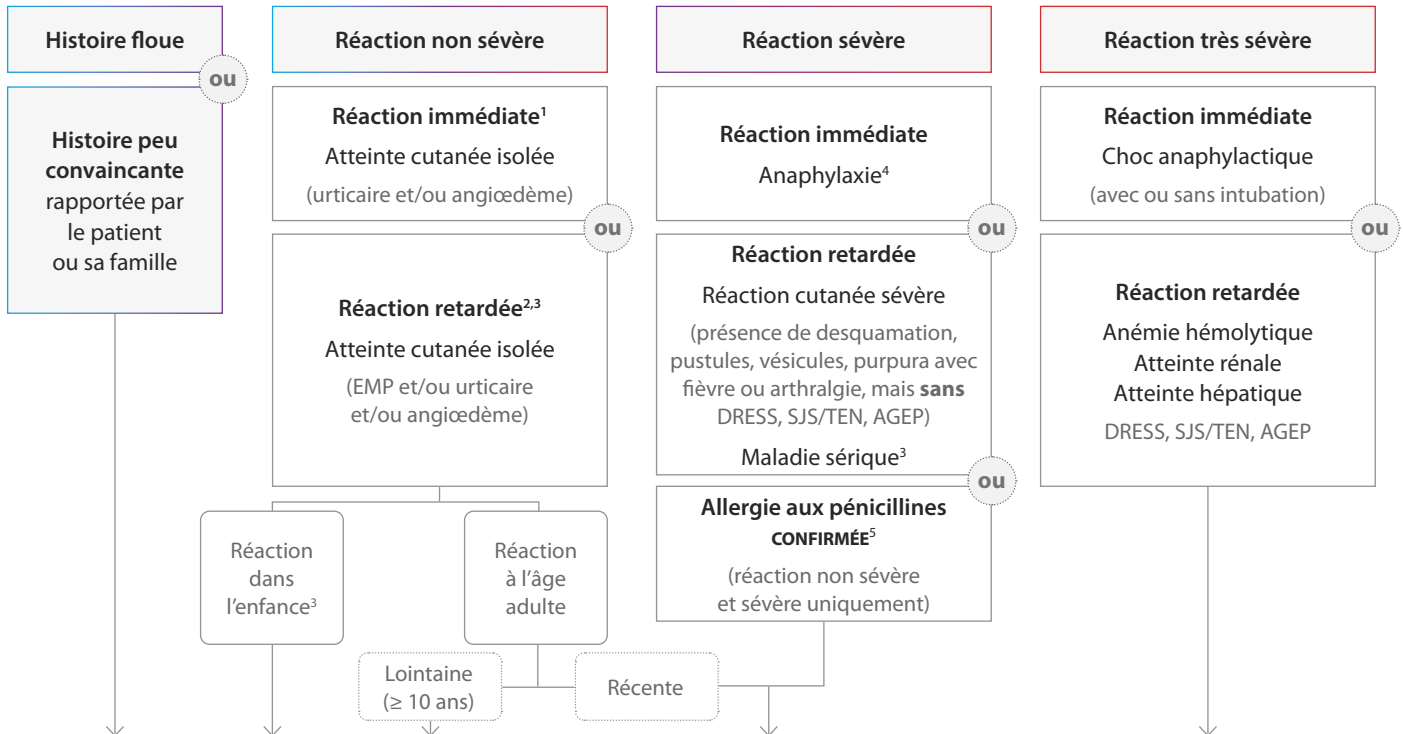 Histoire floue
ou
Histoire peu
convaincante
rapportée par
le patient
ou sa famille
Réaction non sévère
Réaction immédiate¹
Atteinte cutanée isolée
(urticaire et/ou angiœdème)
ou
Réaction retardée²,³
Atteinte cutanée isolée
(EMP et/ou urticaire
et/ou angiœdème)
Réaction
dans
l'enfance³
Réaction
à l'âge
adulte
Lointaine
(≥ 10 ans)
Récente
Réaction sévère
Réaction immédiate
Anaphylaxie⁴
ou
Réaction retardée
Réaction cutanée sévère
(présence de desquamation,
pustules, vésicules, purpura avec
fièvre ou arthralgie, mais sans
DRESS, SJS/TEN, AGEP)
Maladie sérique³
ou
Allergie aux pénicillines
CONFIRMÉE⁵
(réaction non sévère
et sévère uniquement)
Réaction très sévère
Réaction immédiate
Choc anaphylactique
(avec ou sans intubation)
ou
Réaction retardée
Anémie hémolytique
Atteinte rénale
Atteinte hépatique
DRESS, SJS/TEN, AGEP